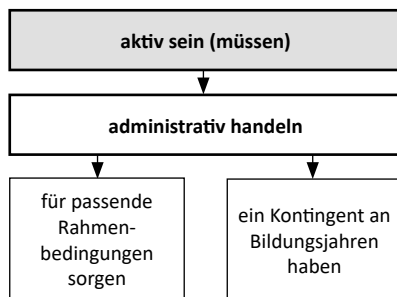 aktiv sein (müssen)
administrativ handeln
für passende
Rahmen-
bedingungen
sorgen
ein Kontingent an
Bildungsjahren
haben